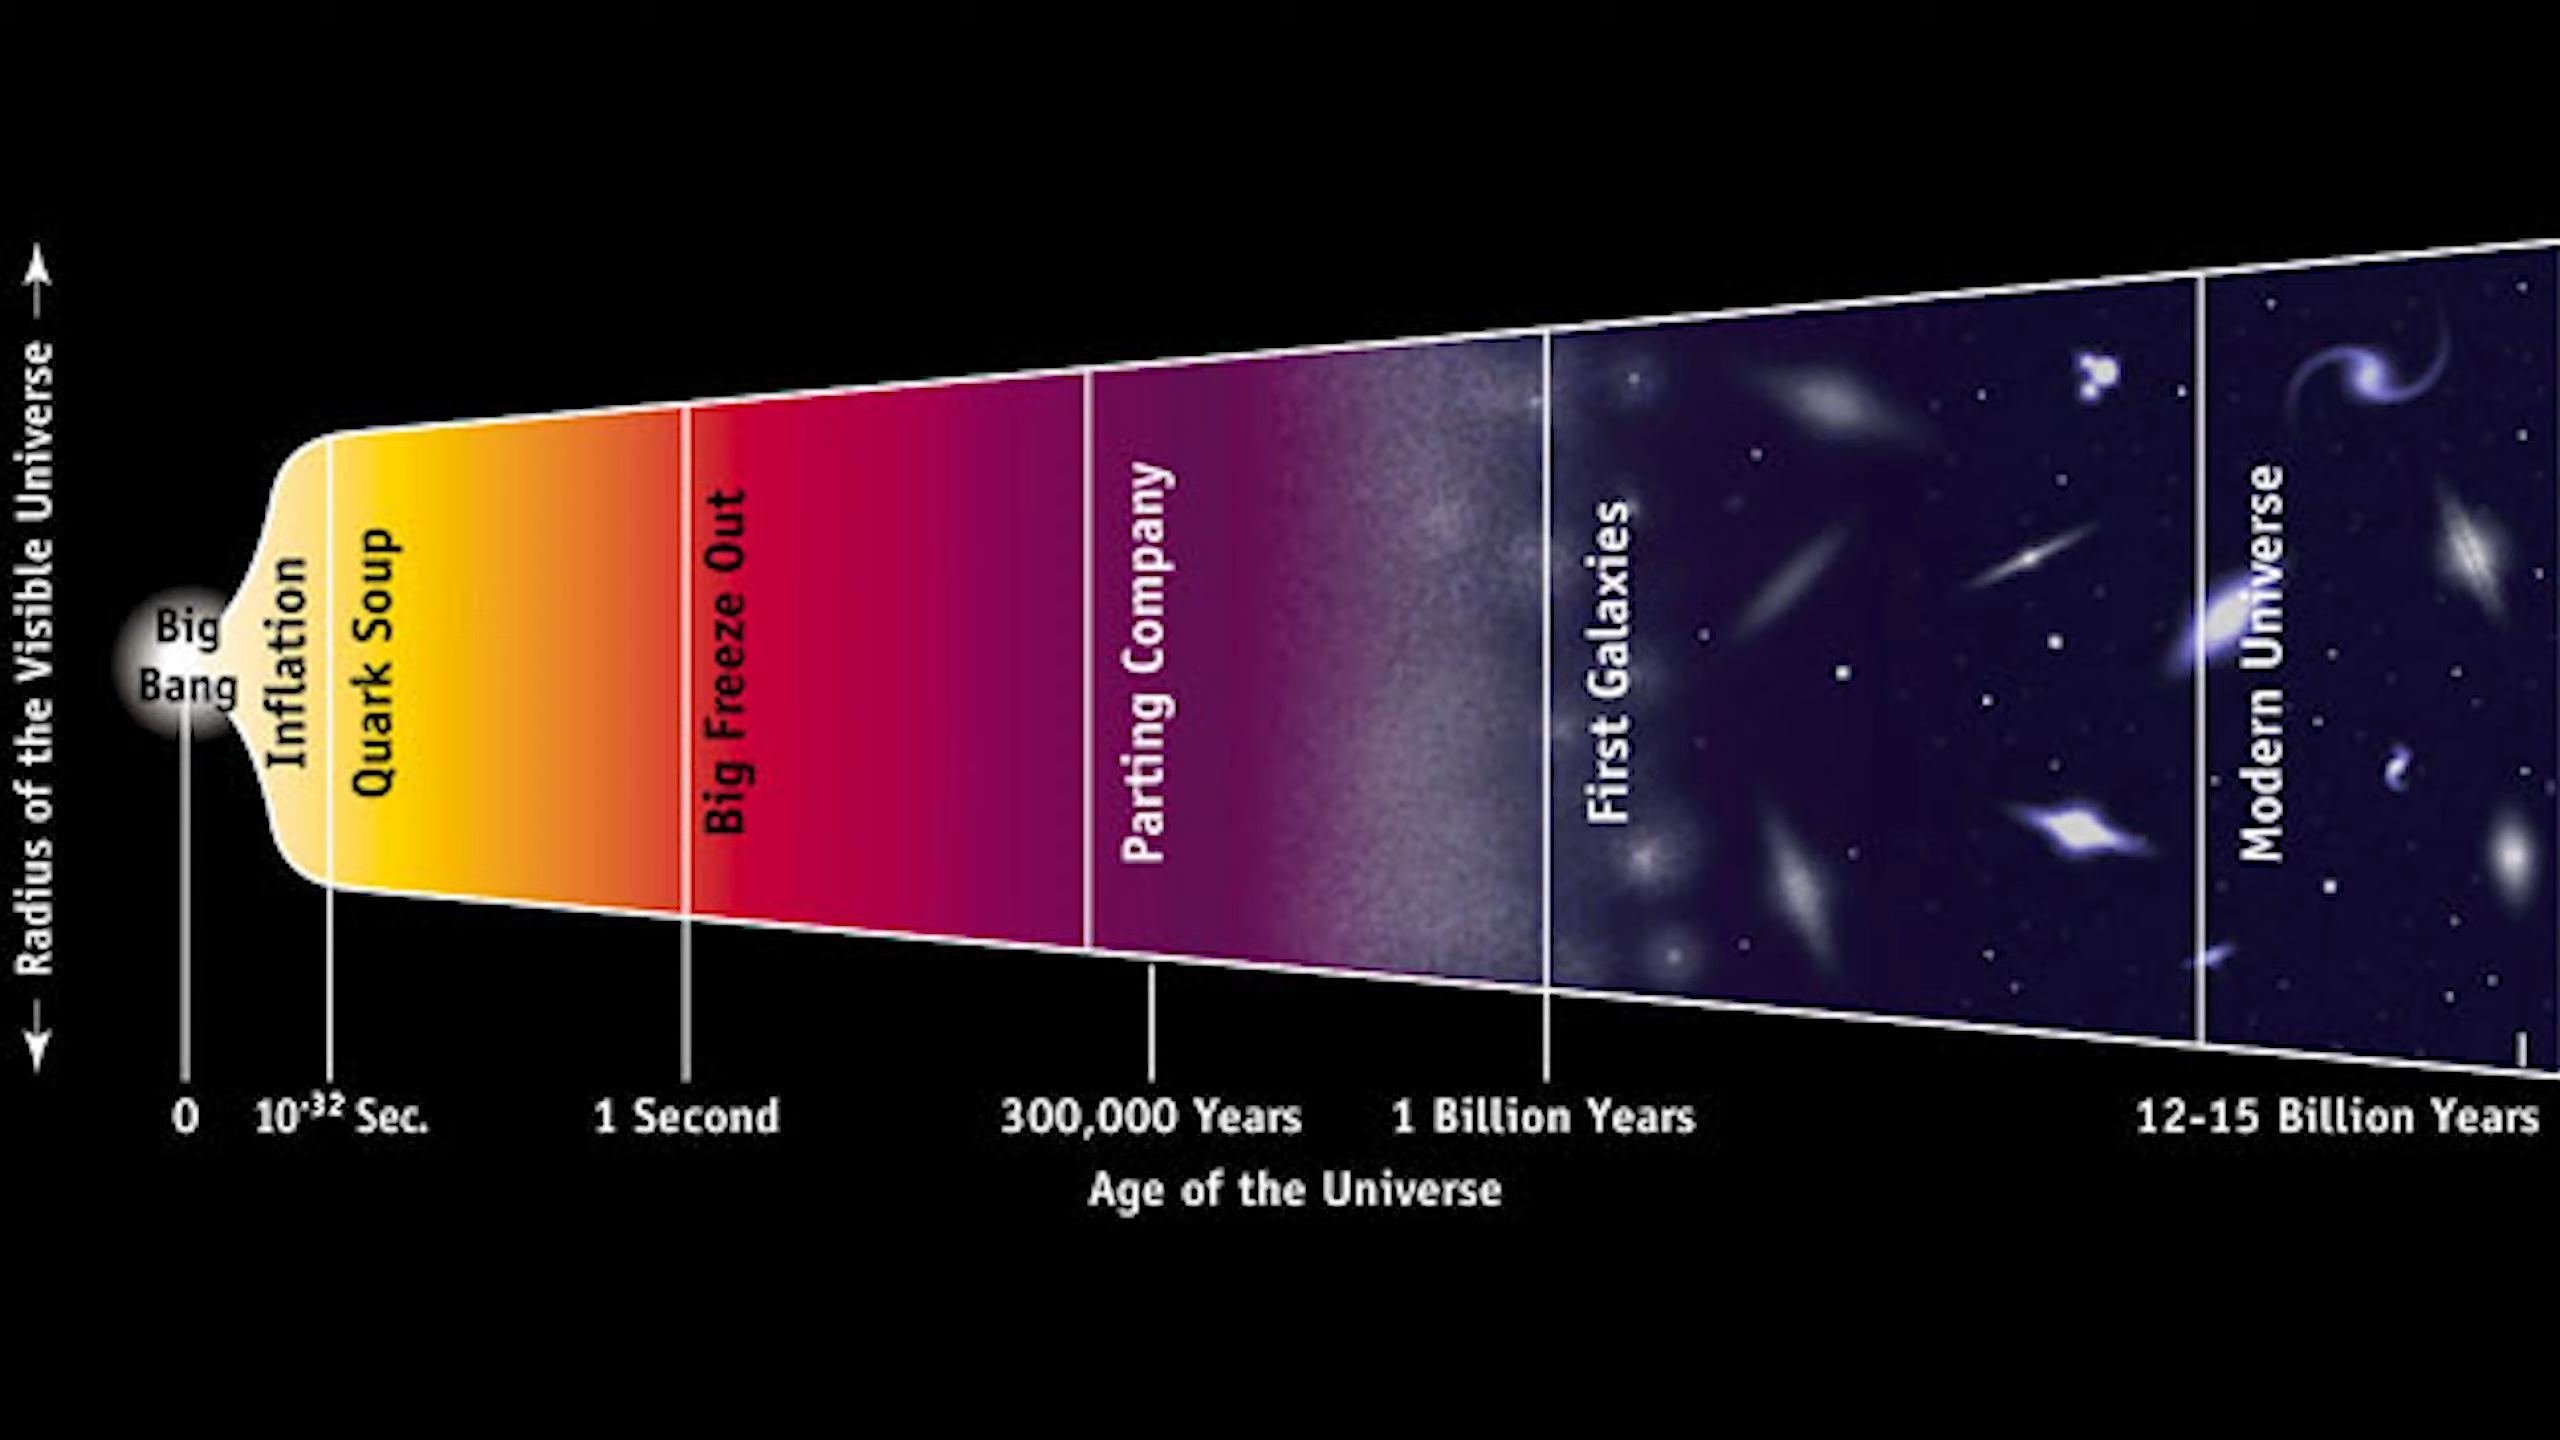 Radius of the Visible Universe
Big
Bang
Inflation
Quark Soup
Big Freeze Out
Parting Company
First Galaxies
Modern Universe
0
10⁻³² Sec.
1 Second
300,000 Years
1 Billion Years
12-15 Billion Years
Age of the Universe